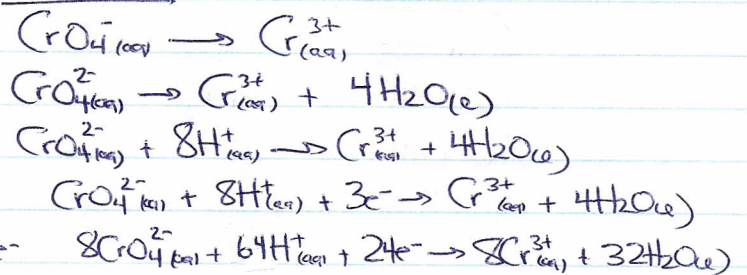 CrO₄⁻(aq) → Cr³⁺(aq)
CrO₄²⁻(aq) → Cr³⁺(aq) + 4H₂O(l)
CrO₄²⁻(aq) + 8H⁺(aq) → Cr³⁺(aq) + 4H₂O(l)
CrO₄²⁻(aq) + 8H⁺(aq) + 3e⁻ → Cr³⁺(aq) + 4H₂O(l)
e⁻ 8CrO₄²⁻(aq) + 64H⁺(aq) + 24e⁻ → 8Cr³⁺(aq) + 32H₂O(l)